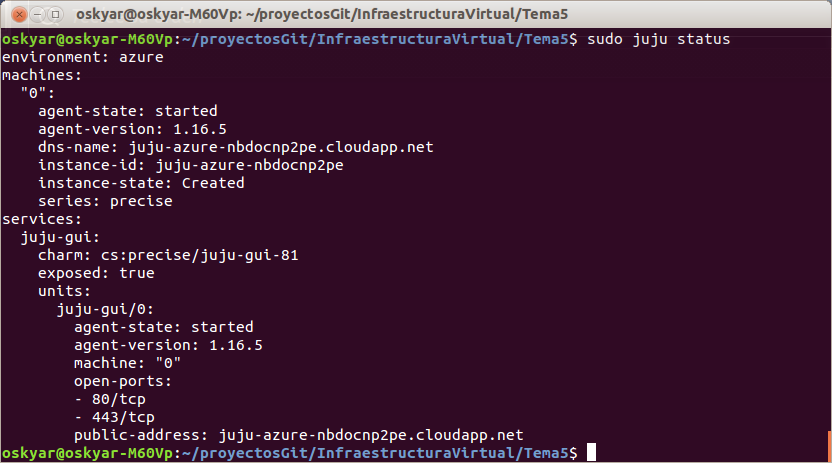 oskyar@oskyar-M60Vp: ~/proyectosGit/InfraestructuraVirtual/Tema5
oskyar@oskyar-M60Vp:~/proyectosGit/InfraestructuraVirtual/Tema5$ sudo juju status
environment: azure
machines:
  "0":
    agent-state: started
    agent-version: 1.16.5
    dns-name: juju-azure-nbdocnp2pe.cloudapp.net
    instance-id: juju-azure-nbdocnp2pe
    instance-state: Created
    series: precise
services:
  juju-gui:
    charm: cs:precise/juju-gui-81
    exposed: true
    units:
      juju-gui/0:
        agent-state: started
        agent-version: 1.16.5
        machine: "0"
        open-ports:
        - 80/tcp
        - 443/tcp
        public-address: juju-azure-nbdocnp2pe.cloudapp.net
oskyar@oskyar-M60Vp:~/proyectosGit/InfraestructuraVirtual/Tema5$